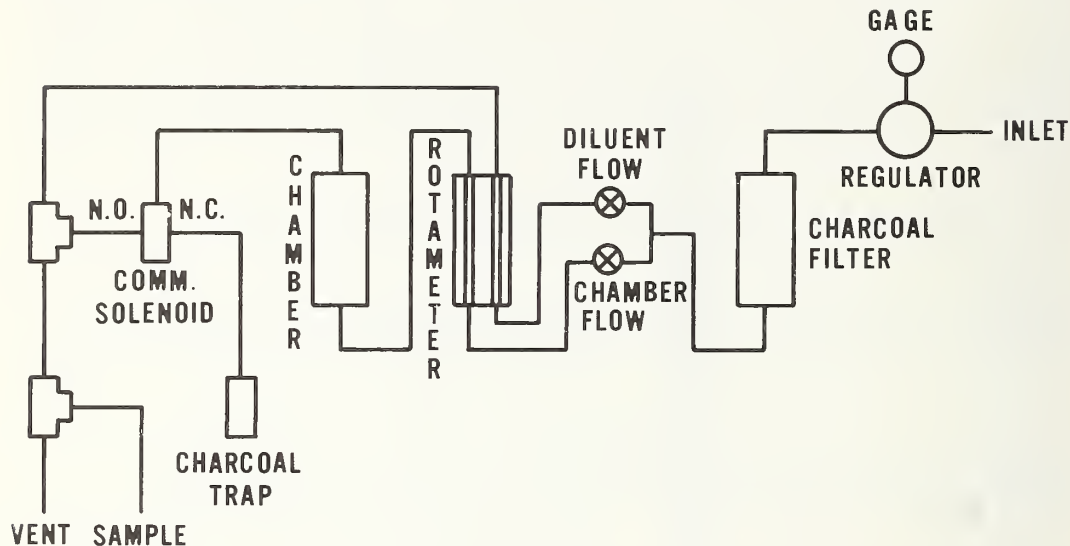 GAGE
INLET
REGULATOR
DILUENT
FLOW
CHAMBER
ROTAMETER
N.O.
N.C.
COMM.
SOLENOID
CHAMBER
FLOW
CHARCOAL
FILTER
CHARCOAL
TRAP
VENT
SAMPLE